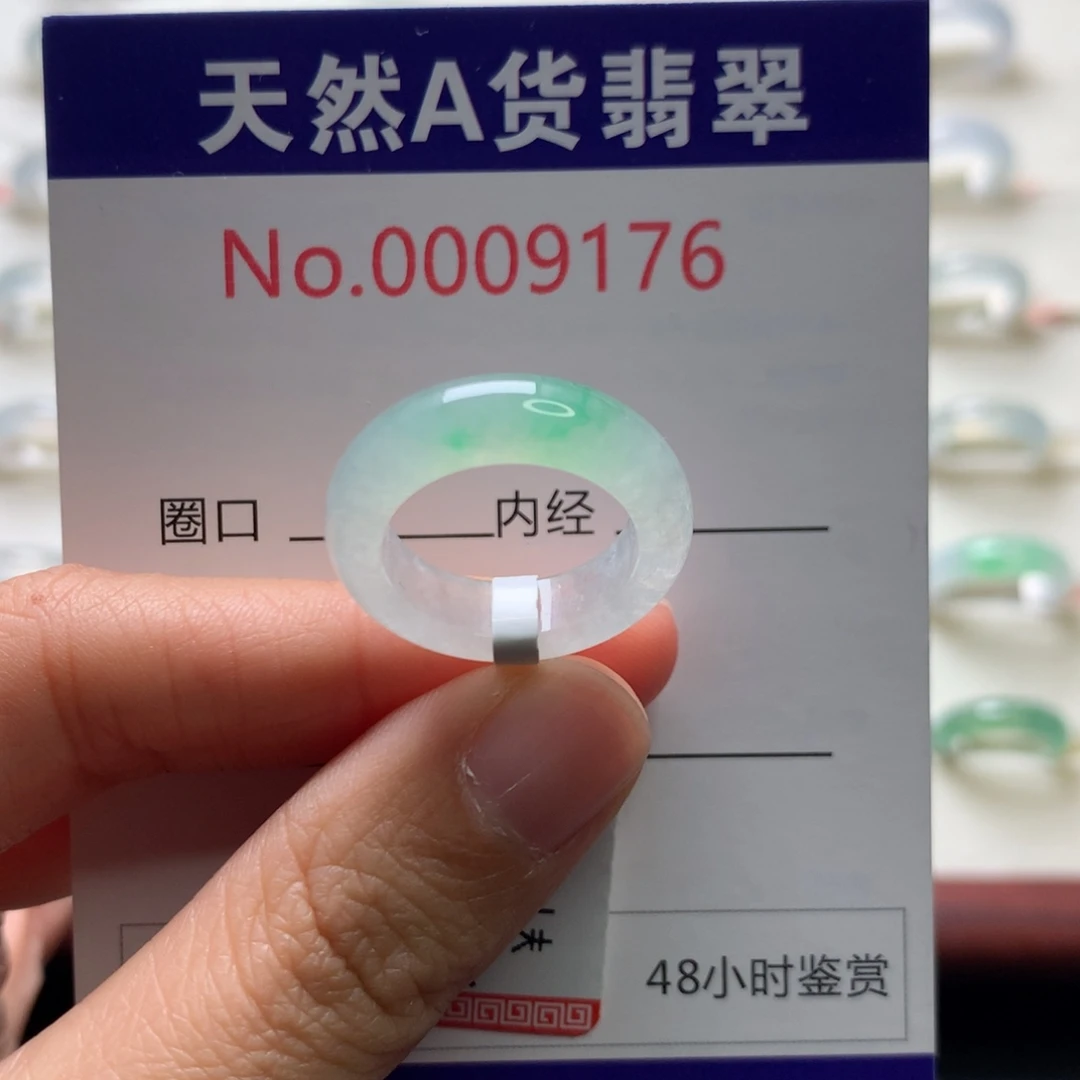 天然A货翡翠
No.0009176
圈口 内经
48小时鉴赏